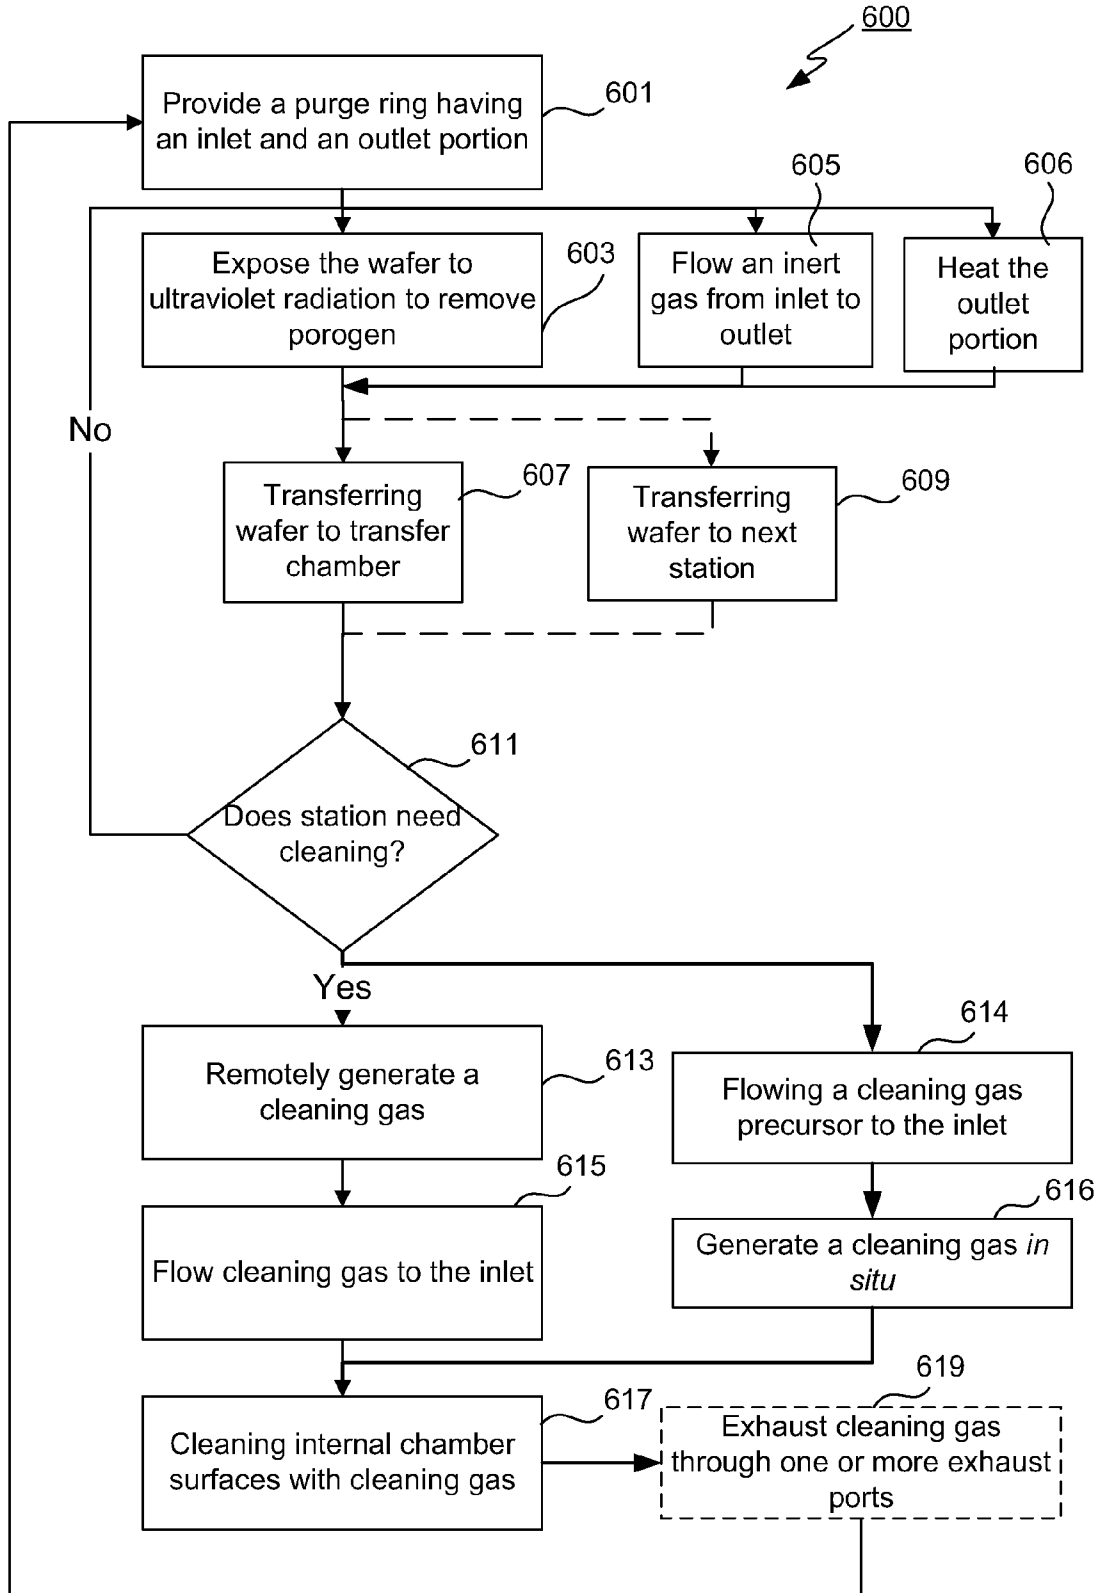 600
Provide a purge ring having
an inlet and an outlet portion
601
605
606
Expose the wafer to
ultraviolet radiation to remove
porogen
603
Flow an inert
gas from inlet to
outlet
Heat the
outlet
portion
No
Transferring
wafer to transfer
chamber
607
Transferring
wafer to next
station
609
611
Does station need
cleaning?
Yes
Remotely generate a
cleaning gas
613
614
Flowing a cleaning gas
precursor to the inlet
615
Flow cleaning gas to the inlet
616
Generate a cleaning gas in
situ
Cleaning internal chamber
surfaces with cleaning gas
617
619
Exhaust cleaning gas
through one or more exhaust
ports